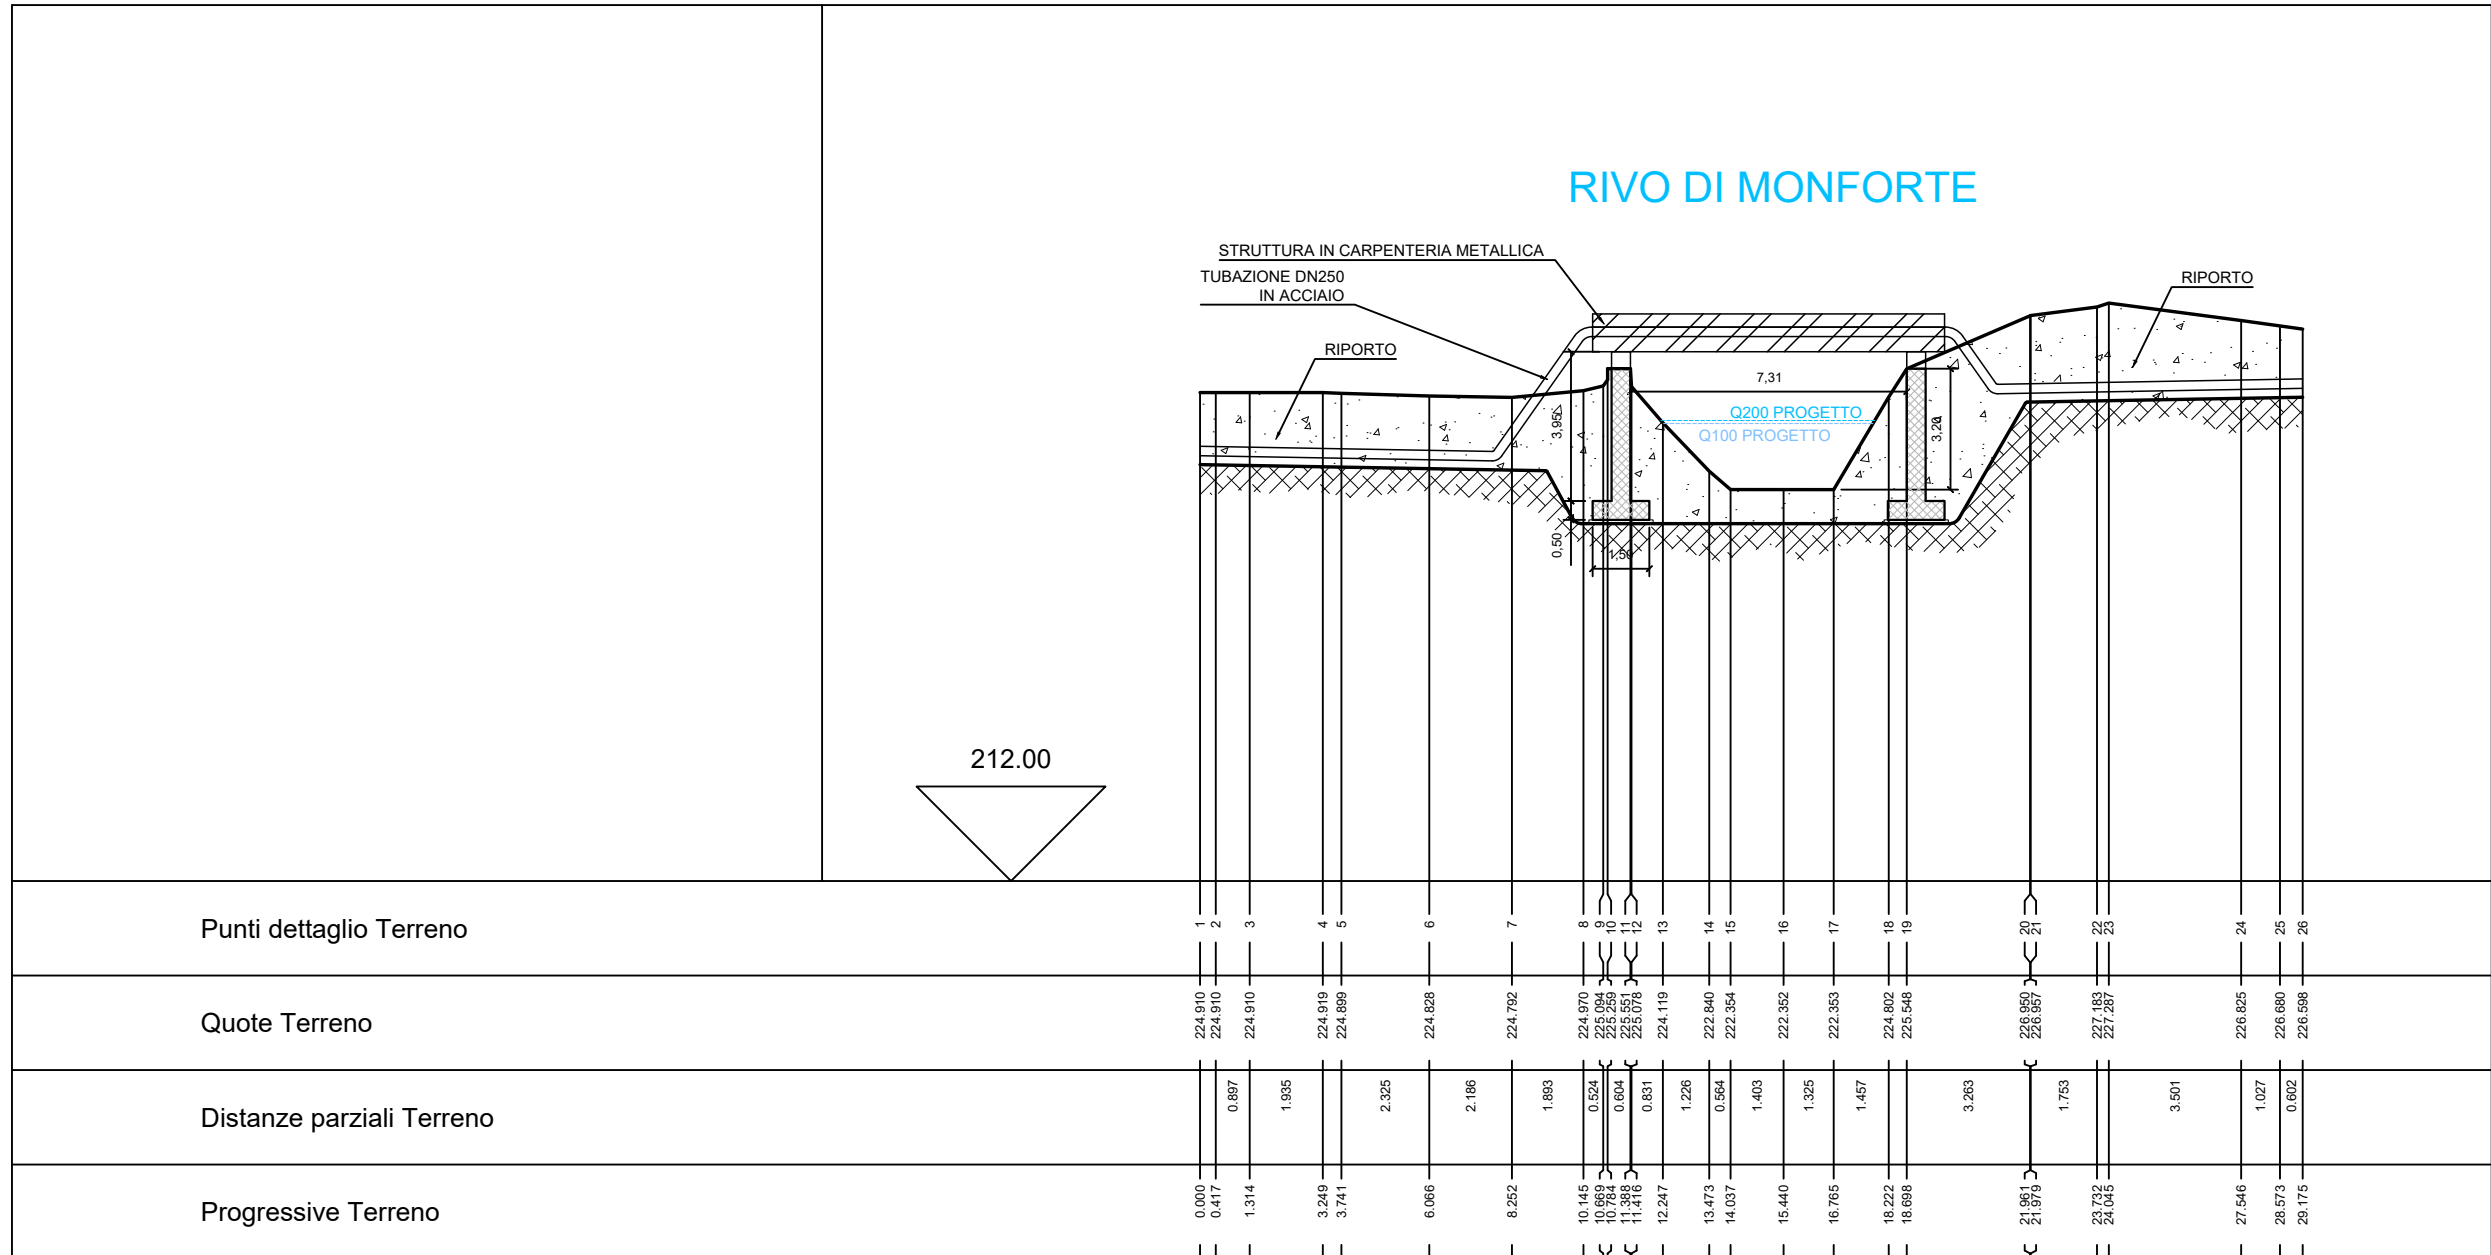 RIVO DI MONFORTE
STRUTTURA IN CARPENTERIA METALLICA
TUBAZIONE DN250
IN ACCIAIO
RIPORTO
RIPORTO
7,31
Q200 PROGETTO
Q100 PROGETTO
3,95
3,20
0,50
1,50
212.00
Punti dettaglio Terreno
1 2 3 4 5 6 7 8 9 10 11 12 13 14 15 16 17 18 19 20 21 22 23 24 25 26
Quote Terreno
224.910 224.910 224.910 224.919 224.899 224.828 224.792 224.970 225.094 225.259 225.551 225.078 224.119 222.840 222.354 222.352 222.353 224.802 225.548 226.950 226.957 227.183 227.287 226.825 226.680 226.598
Distanze parziali Terreno
0.897 1.935 2.325 2.186 1.893 0.524 0.604 0.831 1.226 0.564 1.403 1.325 1.457 3.263 1.753 3.501 1.027 0.602
Progressive Terreno
0.000 0.417 1.314 3.249 3.741 6.066 8.252 10.145 10.669 10.784 11.388 11.416 12.247 13.473 14.037 15.440 16.765 18.222 18.698 21.961 21.979 23.732 24.045 27.546 28.573 29.175